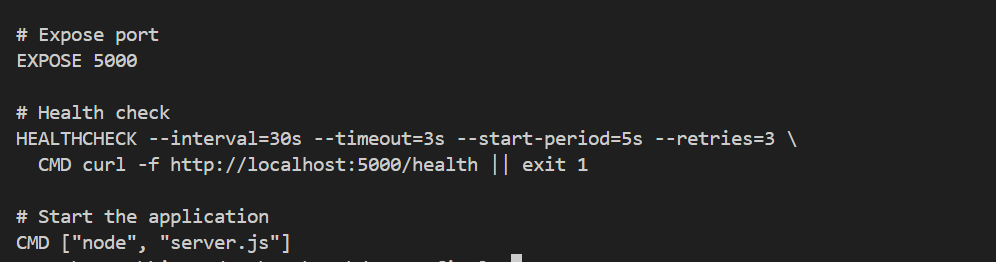 # Expose port
EXPOSE 5000
# Health check
HEALTHCHECK --interval=30s --timeout=3s --start-period=5s --retries=3 \
  CMD curl -f http://localhost:5000/health || exit 1
# Start the application
CMD ["node", "server.js"]